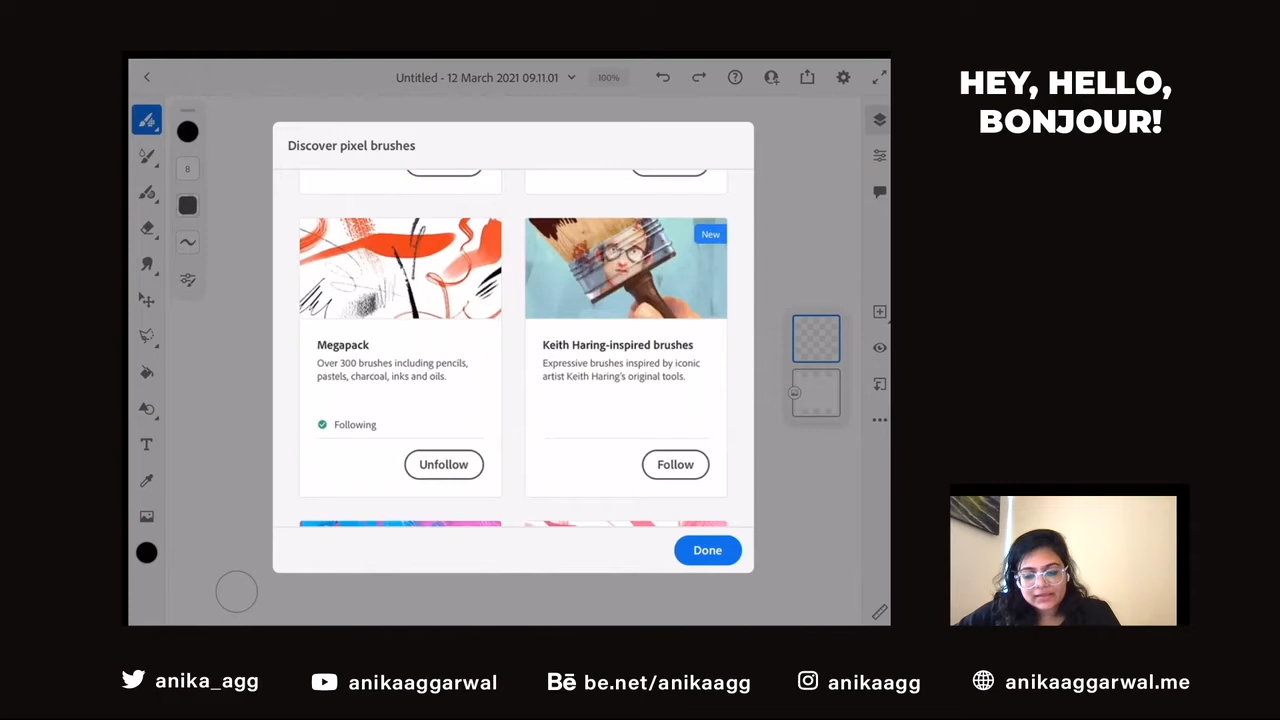 Untitled - 12 March 2021 09.11.01
100%
HEY, HELLO,
BONJOUR!
8
Discover pixel brushes
New
Megapack
Over 300 brushes including pencils,
pastels, charcoal, inks and oils.
Following
Unfollow
Keith Haring-inspired brushes
Expressive brushes inspired by iconic
artist Keith Haring's original tools.
Follow
Done
anika_agg
anikaaggarwal
Bē be.net/anikaagg
anikaagg
anikaaggarwal.me